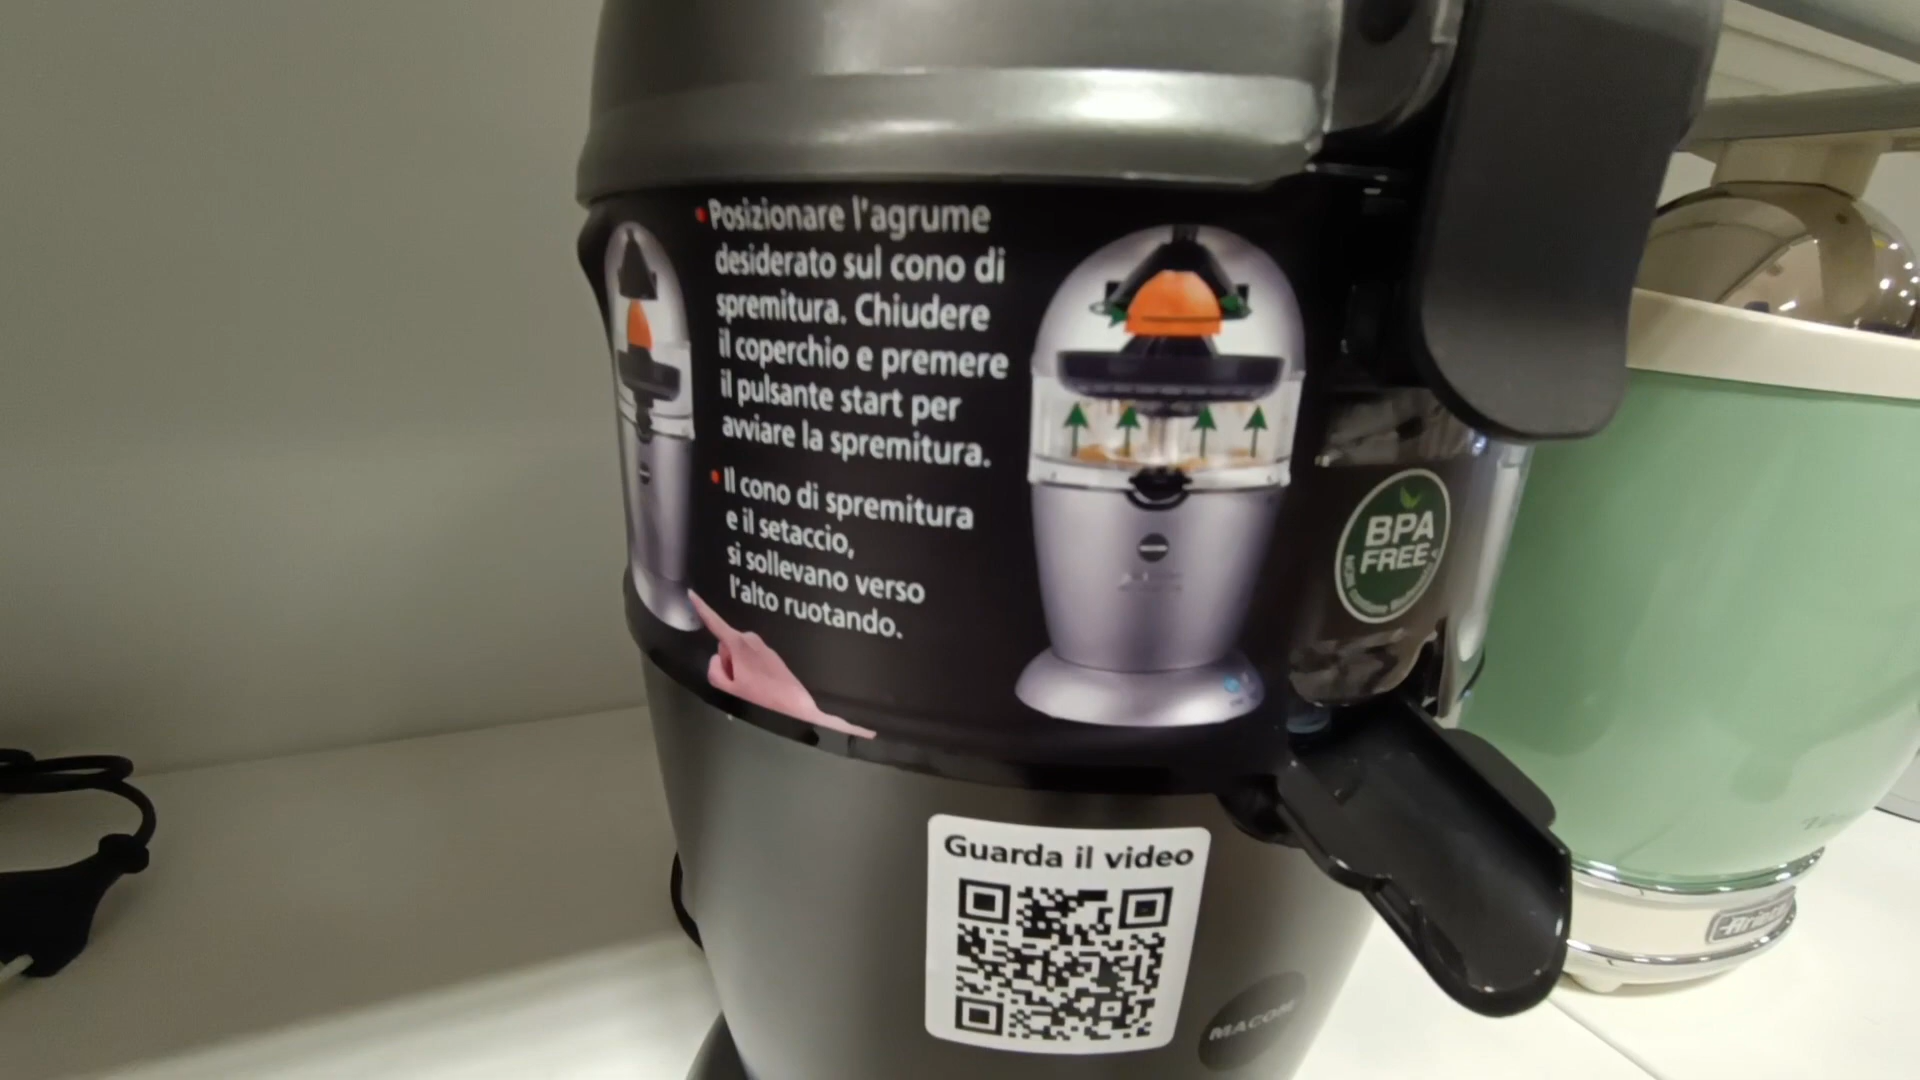 Posizionare l'agrume
desiderato sul cono di
spremitura. Chiudere
il coperchio e premere
il pulsante start per
avviare la spremitura.
Il cono di spremitura
e il setaccio,
si sollevano verso
l'alto ruotando.
BPA
FREE
Guarda il video
MACOM
Ariete